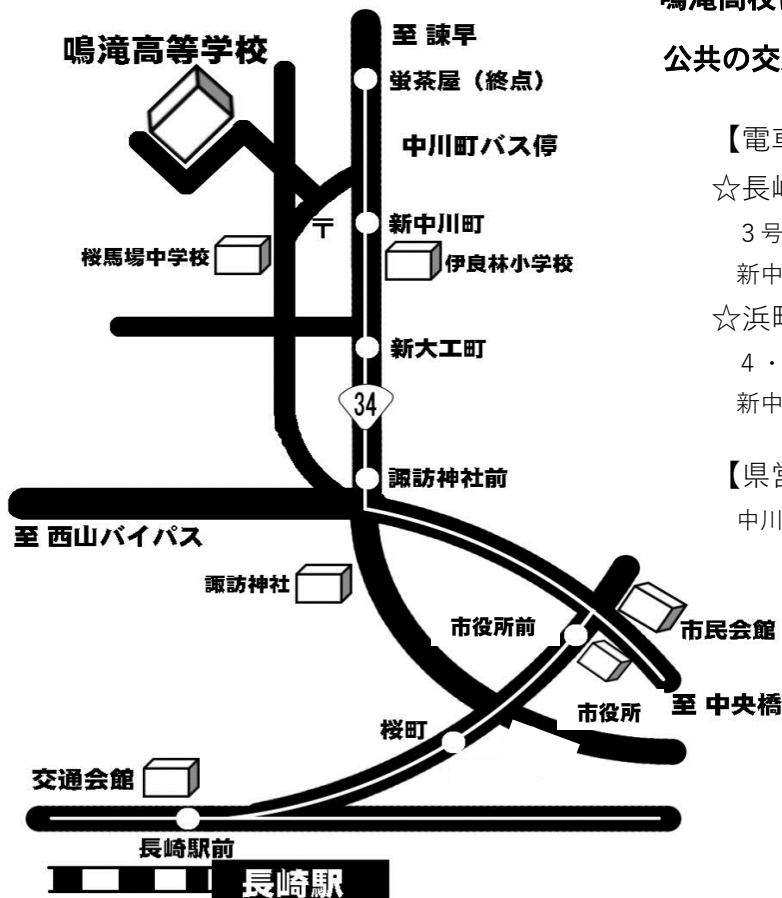 鳴滝高校
公共の交
至 諫早
鳴滝高等学校
蛍茶屋（終点）
【電車
中川町バス停
☆長崎
〒
新中川町
３号
桜馬場中学校
伊良林小学校
新中
☆浜町
新大工町
４・
34
新中
諏訪神社前
【県営
中川
至 西山バイパス
諏訪神社
市役所前
市民会館
桜町
市役所
至 中央橋
交通会館
長崎駅前
長崎駅